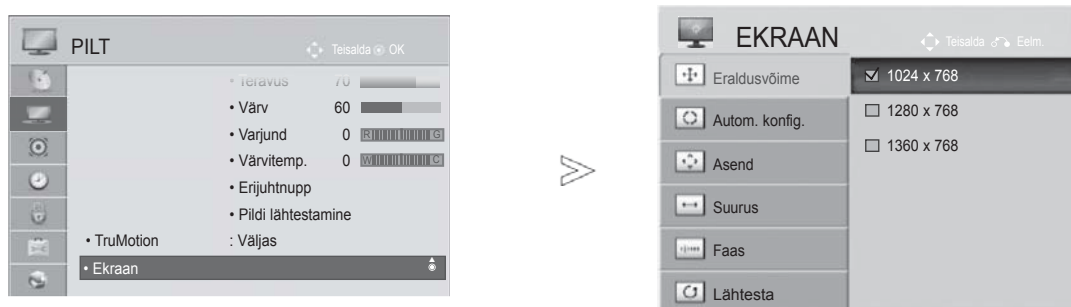 PILT
Teisalda OK
• Teravus 70
• Värv 60
• Varjund 0 R G
• Värvitemp. 0 W C
• Erijuhtnupp
• Pildi lähtestamine
• TruMotion : Väljas
• Ekraan
EKRAAN
Teisalda Eelm.
Eraldusvõime
Autom. konfig.
Asend
Suurus
Faas
Lähtesta
1024 x 768
1280 x 768
1360 x 768